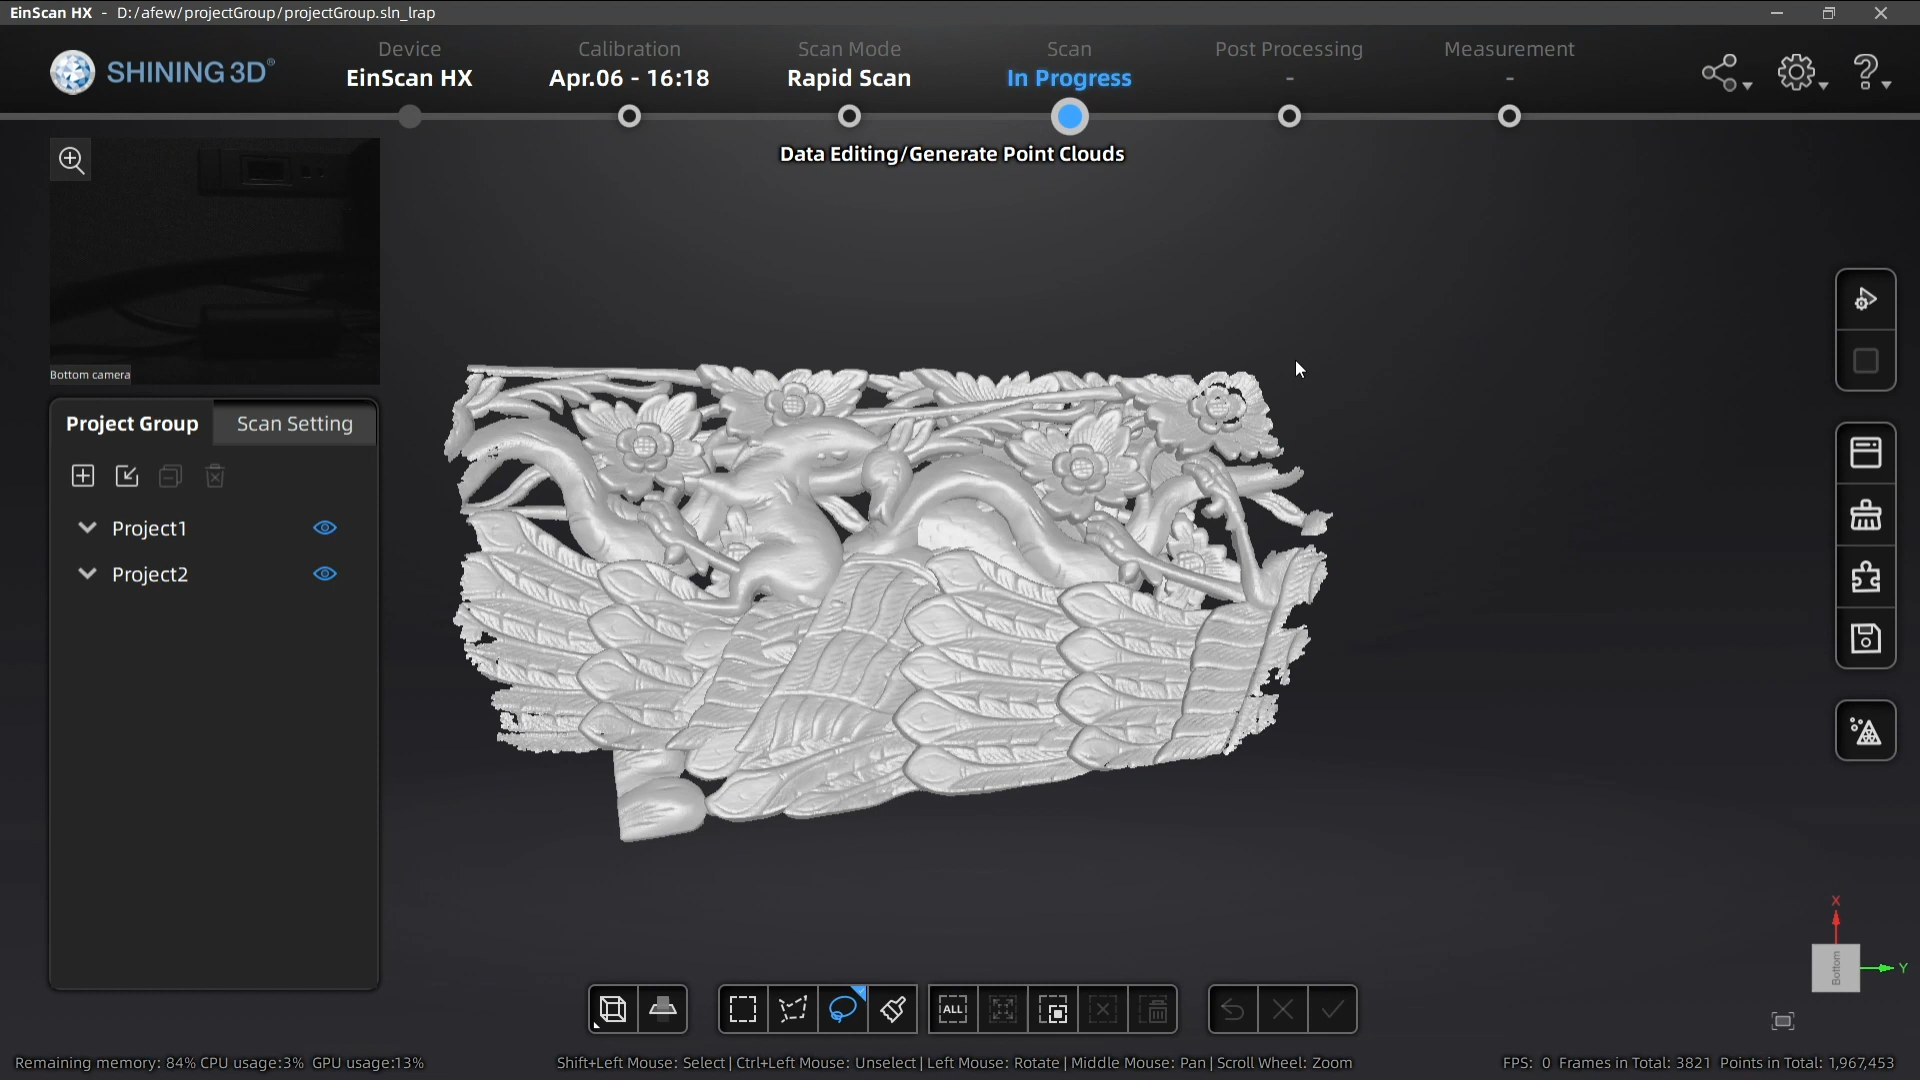 EinScan HX - D:/afew/projectGroup/projectGroup.sln_lrap
SHINING 3D®
Device
EinScan HX
Calibration
Apr.06 - 16:18
Scan Mode
Rapid Scan
Scan
In Progress
Post Processing
-
Measurement
-
Data Editing/Generate Point Clouds
Bottom camera
Project Group
Scan Setting
Project1
Project2
X
Bottom
Y
ALL
Remaining memory: 84% CPU usage:3% GPU usage:13%
Shift+Left Mouse: Select | Ctrl+Left Mouse: Unselect | Left Mouse: Rotate | Middle Mouse: Pan | Scroll Wheel: Zoom
FPS: 0 Frames in Total: 3821 Points in Total: 1,967,453